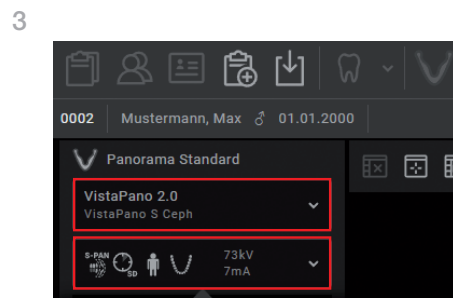 3
0002 Mustermann, Max ♂ 01.01.2000
Panorama Standard
VistaPano 2.0
VistaPano S Ceph
S-PAN SD 73kV
7mA